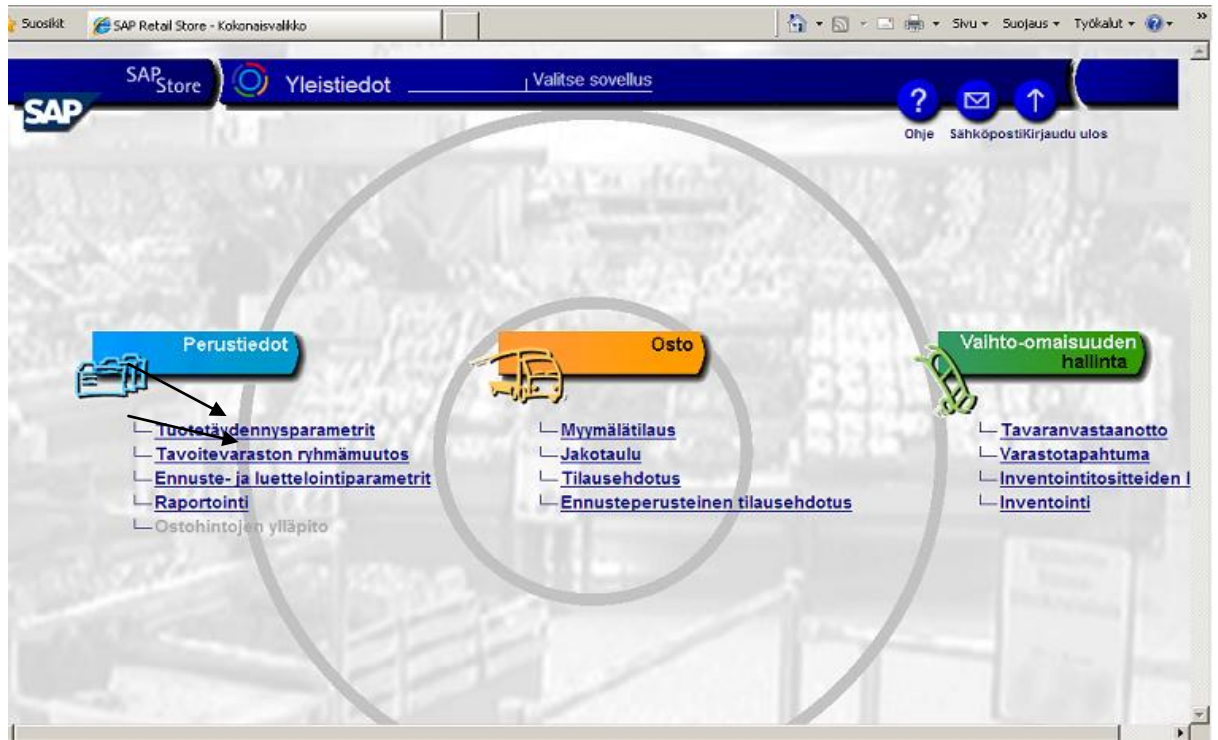 Suosikit
SAP Retail Store - Kokonaisvalikko
Sivu
Suojaus
Työkalut
SAP
SAP Store
Yleistiedot
Valitse sovellus
Ohje
Sähköposti
Kirjaudu ulos
Perustiedot
Tuotetäydennysparametrit
Tavoitevaraston ryhmämuutos
Ennuste- ja luettelointiparametrit
Raportointi
Ostohintojen ylläpito
Osto
Myymälätilaus
Jakotaulu
Tilausehdotus
Ennusteperusteinen tilausehdotus
Vaihto-omaisuuden
hallinta
Tavaranvastaanotto
Varastotapahtuma
Inventointitositteiden l
Inventointi